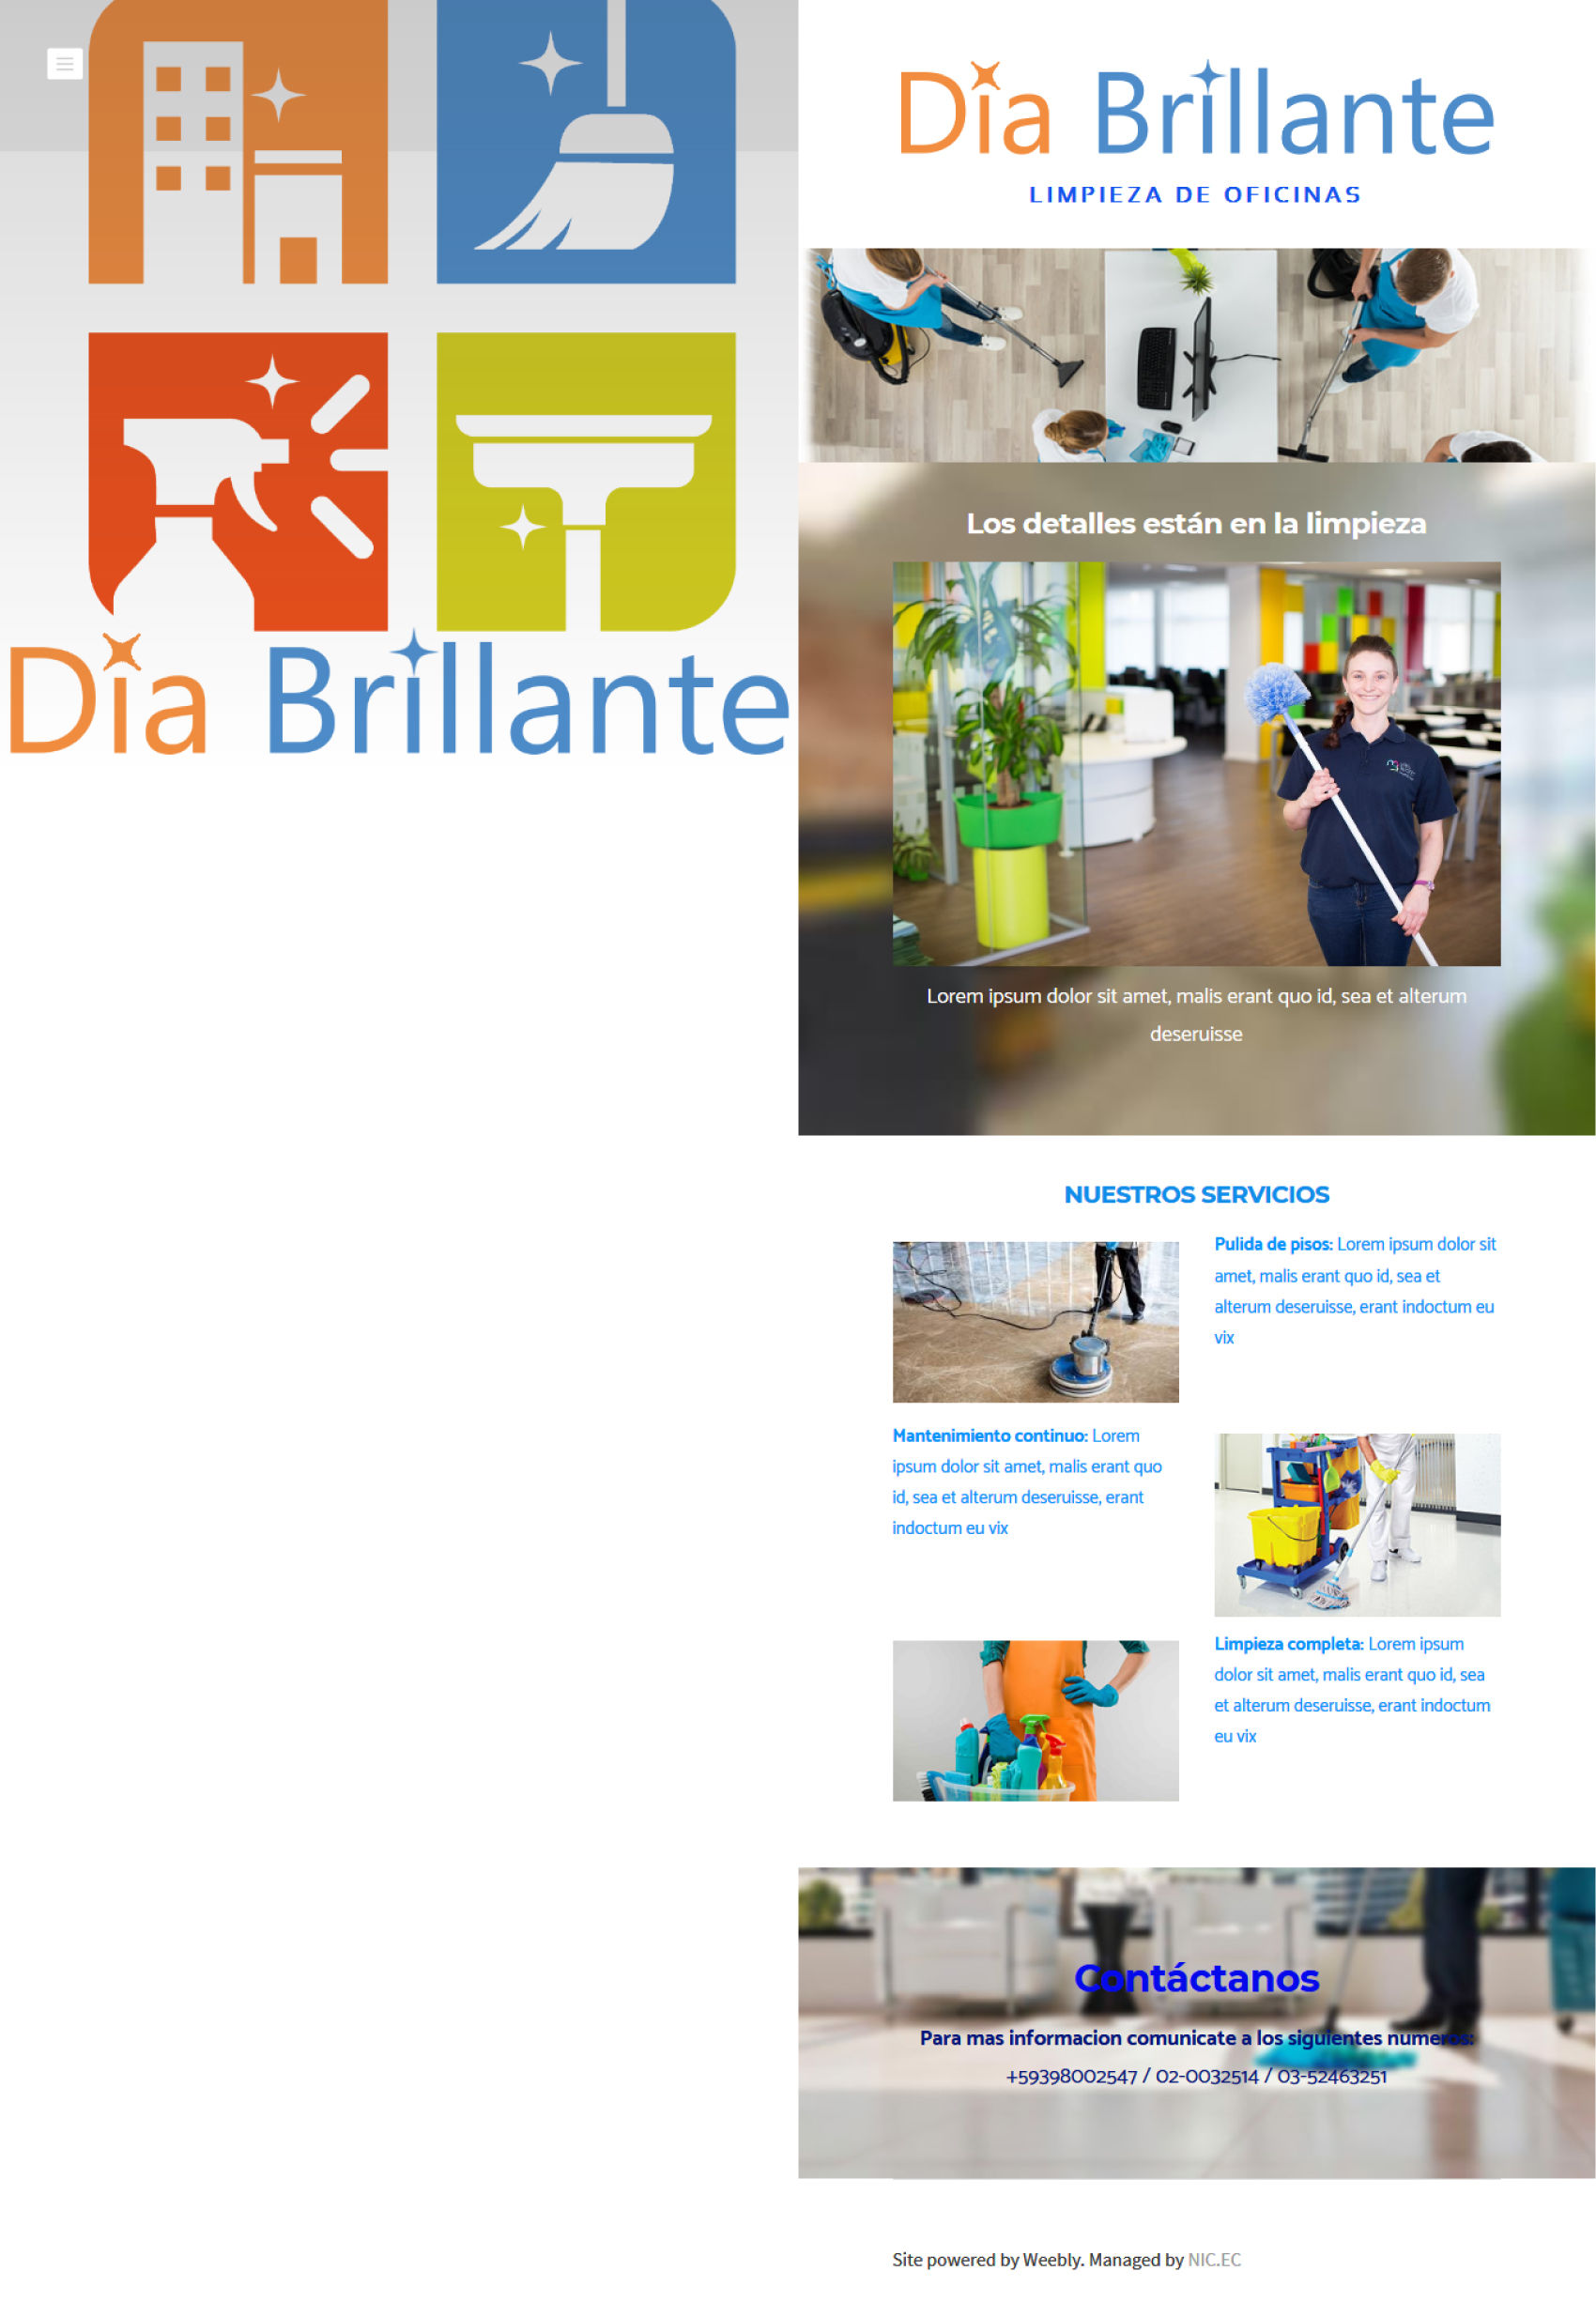 Dia Brillante
Dia Brillante
LIMPIEZA DE OFICINAS
Los detalles están en la limpieza
Lorem ipsum dolor sit amet, malis erant quo id, sea et alterum
deseruisse
NUESTROS SERVICIOS
Pulida de pisos: Lorem ipsum dolor sit
amet, malis erant quo id, sea et
alterum deseruisse, erant indoctum eu
vix
Mantenimiento continuo: Lorem
ipsum dolor sit amet, malis erant quo
id, sea et alterum deseruisse, erant
indoctum eu vix
Limpieza completa: Lorem ipsum
dolor sit amet, malis erant quo id, sea
et alterum deseruisse, erant indoctum
eu vix
Contáctanos
Para mas informacion comunicate a los siguientes numeros:
+59398002547 / 02-0032514 / 03-52463251
Site powered by Weebly. Managed by NIC.EC